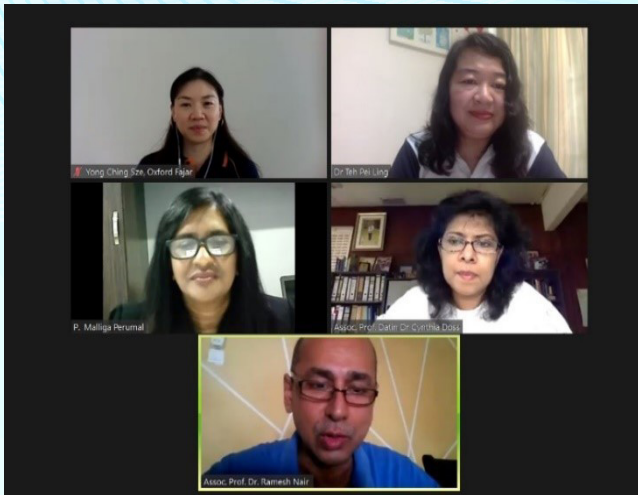 Yong Ching Sze, Oxford Fajar
Dr Teh Pei Ling
P. Malliga Perumal
Assoc. Prof. Datin Dr Cynthia Doss
Assoc. Prof. Dr. Ramesh Nair